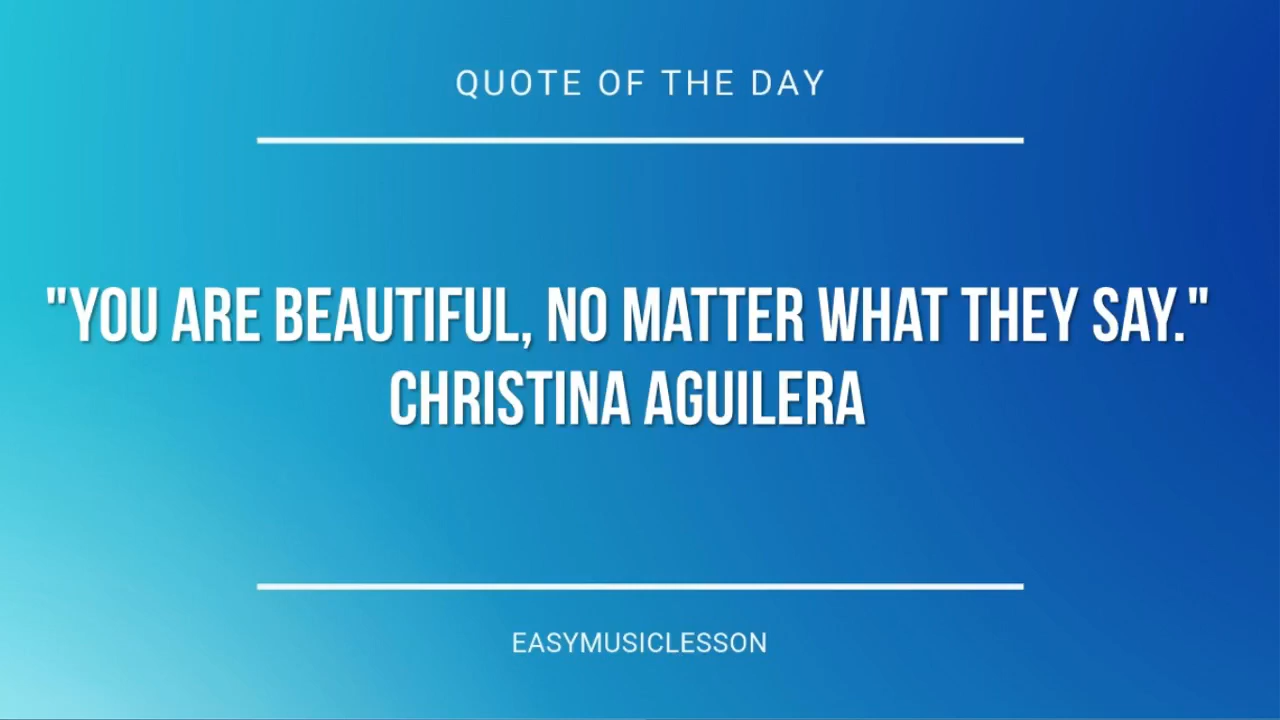 QUOTE OF THE DAY
"YOU ARE BEAUTIFUL, NO MATTER WHAT THEY SAY."
CHRISTINA AGUILERA
EASYMUSICLESSON